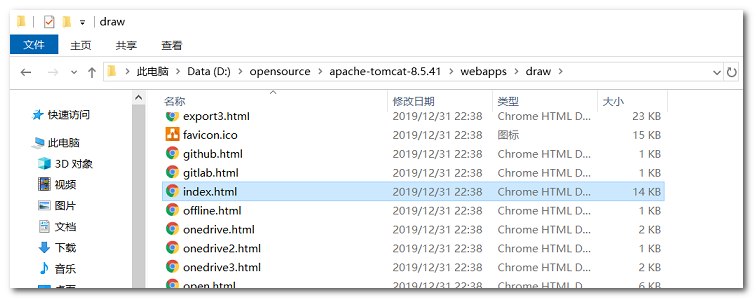 draw
文件 主页 共享 查看
此电脑 Data (D:) opensource apache-tomcat-8.5.41 webapps draw
名称 修改日期 类型 大小
快速访问
此电脑
3D 对象
视频
图片
文档
下载
音乐
export3.html 2019/12/31 22:38 Chrome HTML D... 23 KB
favicon.ico 2019/12/31 22:38 图标 15 KB
github.html 2019/12/31 22:38 Chrome HTML D... 1 KB
gitlab.html 2019/12/31 22:38 Chrome HTML D... 1 KB
index.html 2019/12/31 22:38 Chrome HTML D... 14 KB
offline.html 2019/12/31 22:38 Chrome HTML D... 1 KB
onedrive.html 2019/12/31 22:38 Chrome HTML D... 2 KB
onedrive2.html 2019/12/31 22:38 Chrome HTML D... 1 KB
onedrive3.html 2019/12/31 22:38 Chrome HTML D... 2 KB
open.html 2019/12/31 22:38 Chrome HTML D... 6 KB